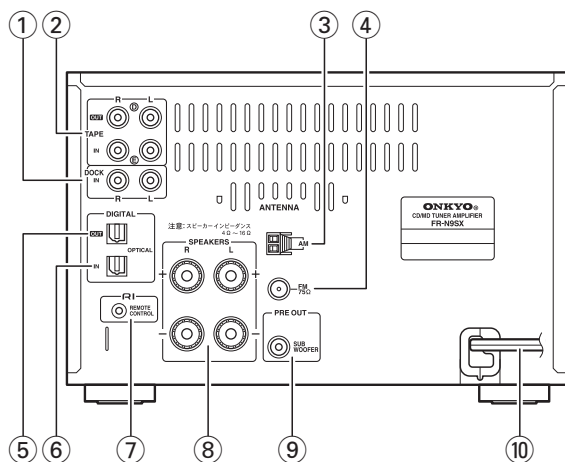 ① ② ③ ④
R D L
OUT
TAPE
IN E
DOCK
IN
R L
ANTENNA
ONKYO®
CD/MD TUNER AMPLIFIER
FR-N9SX
DIGITAL
OUT
OPTICAL
IN
注意：スピーカーインピーダンス
4Ω～16Ω
SPEAKERS
R L
+ +
- -
AM
FM
75Ω
RI
REMOTE
CONTROL
PRE OUT
SUB
WOOFER
⑤ ⑥ ⑦ ⑧ ⑨ ⑩